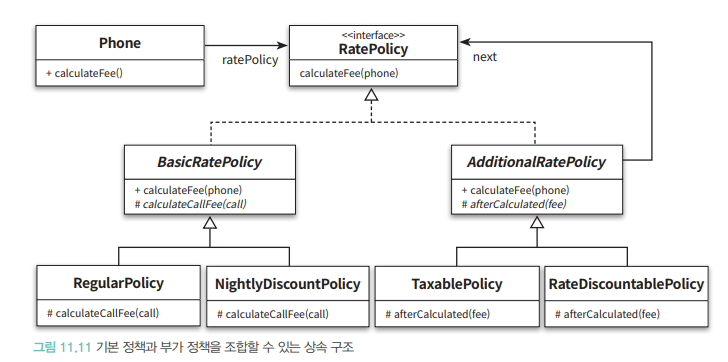 Phone
+ calculateFee()
ratePolicy
<<interface>>
RatePolicy
calculateFee(phone)
next
BasicRatePolicy
+ calculateFee(phone)
# calculateCallFee(call)
AdditionalRatePolicy
+ calculateFee(phone)
# afterCalculated(fee)
RegularPolicy
# calculateCallFee(call)
NightlyDiscountPolicy
# calculateCallFee(call)
TaxablePolicy
# afterCalculated(fee)
RateDiscountablePolicy
# afterCalculated(fee)
그림 11.11 기본 정책과 부가 정책을 조합할 수 있는 상속 구조